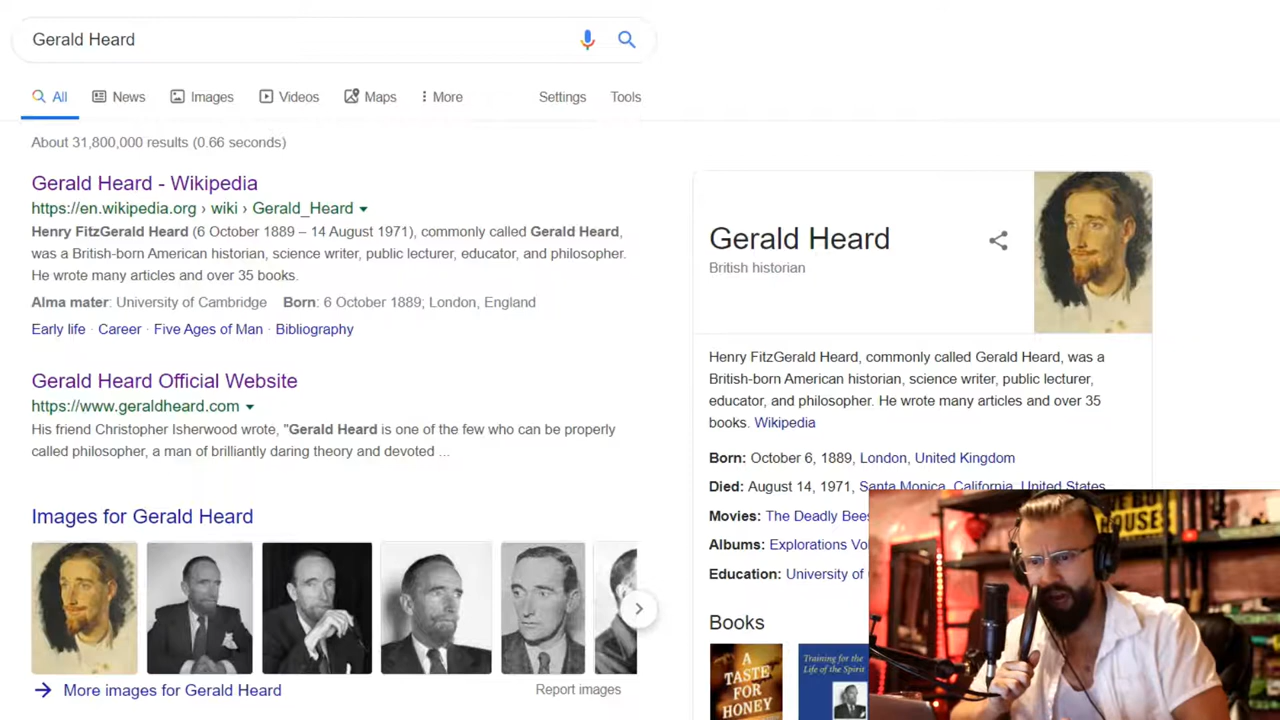 Gerald Heard
All
News
Images
Videos
Maps
More
Settings
Tools
About 31,800,000 results (0.66 seconds)
Gerald Heard - Wikipedia
https://en.wikipedia.org › wiki › Gerald_Heard
Henry FitzGerald Heard (6 October 1889 – 14 August 1971), commonly called Gerald Heard,
was a British-born American historian, science writer, public lecturer, educator, and philosopher.
He wrote many articles and over 35 books.
Alma mater: University of Cambridge Born: 6 October 1889; London, England
Early life · Career · Five Ages of Man · Bibliography
Gerald Heard Official Website
https://www.geraldheard.com
His friend Christopher Isherwood wrote, "Gerald Heard is one of the few who can be properly
called philosopher, a man of brilliantly daring theory and devoted ...
Images for Gerald Heard
More images for Gerald Heard
Report images
Gerald Heard
British historian
Henry FitzGerald Heard, commonly called Gerald Heard, was a
British-born American historian, science writer, public lecturer,
educator, and philosopher. He wrote many articles and over 35
books. Wikipedia
Born: October 6, 1889, London, United Kingdom
Died: August 14, 1971, Santa Monica, California, United States
Movies: The Deadly Bees
Albums: Explorations Vo
Education: University of
Books
A
TASTE
FOR
HONEY
Training for the
Life of the Spirit
HOUSE